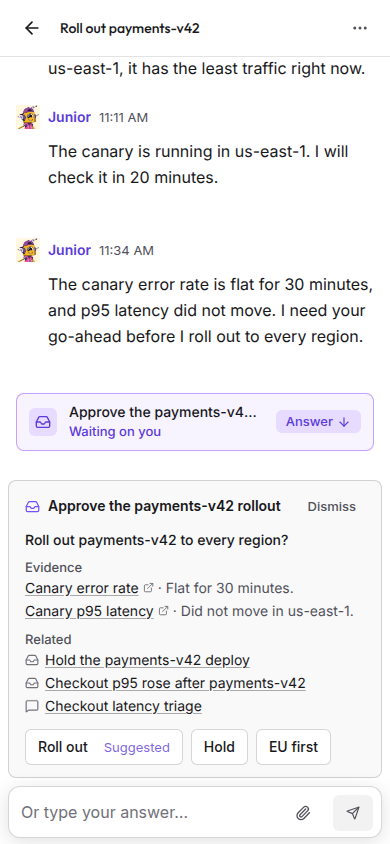 Roll out payments-v42
us-east-1, it has the least traffic right now.
Junior 11:11 AM
The canary is running in us-east-1. I will
check it in 20 minutes.
Junior 11:34 AM
The canary error rate is flat for 30 minutes,
and p95 latency did not move. I need your
go-ahead before I roll out to every region.
Approve the payments-v4...
Waiting on you
Answer ↓
Approve the payments-v42 rollout
Dismiss
Roll out payments-v42 to every region?
Evidence
Canary error rate · Flat for 30 minutes.
Canary p95 latency · Did not move in us-east-1.
Related
Hold the payments-v42 deploy
Checkout p95 rose after payments-v42
Checkout latency triage
Roll out Suggested Hold EU first
Or type your answer...